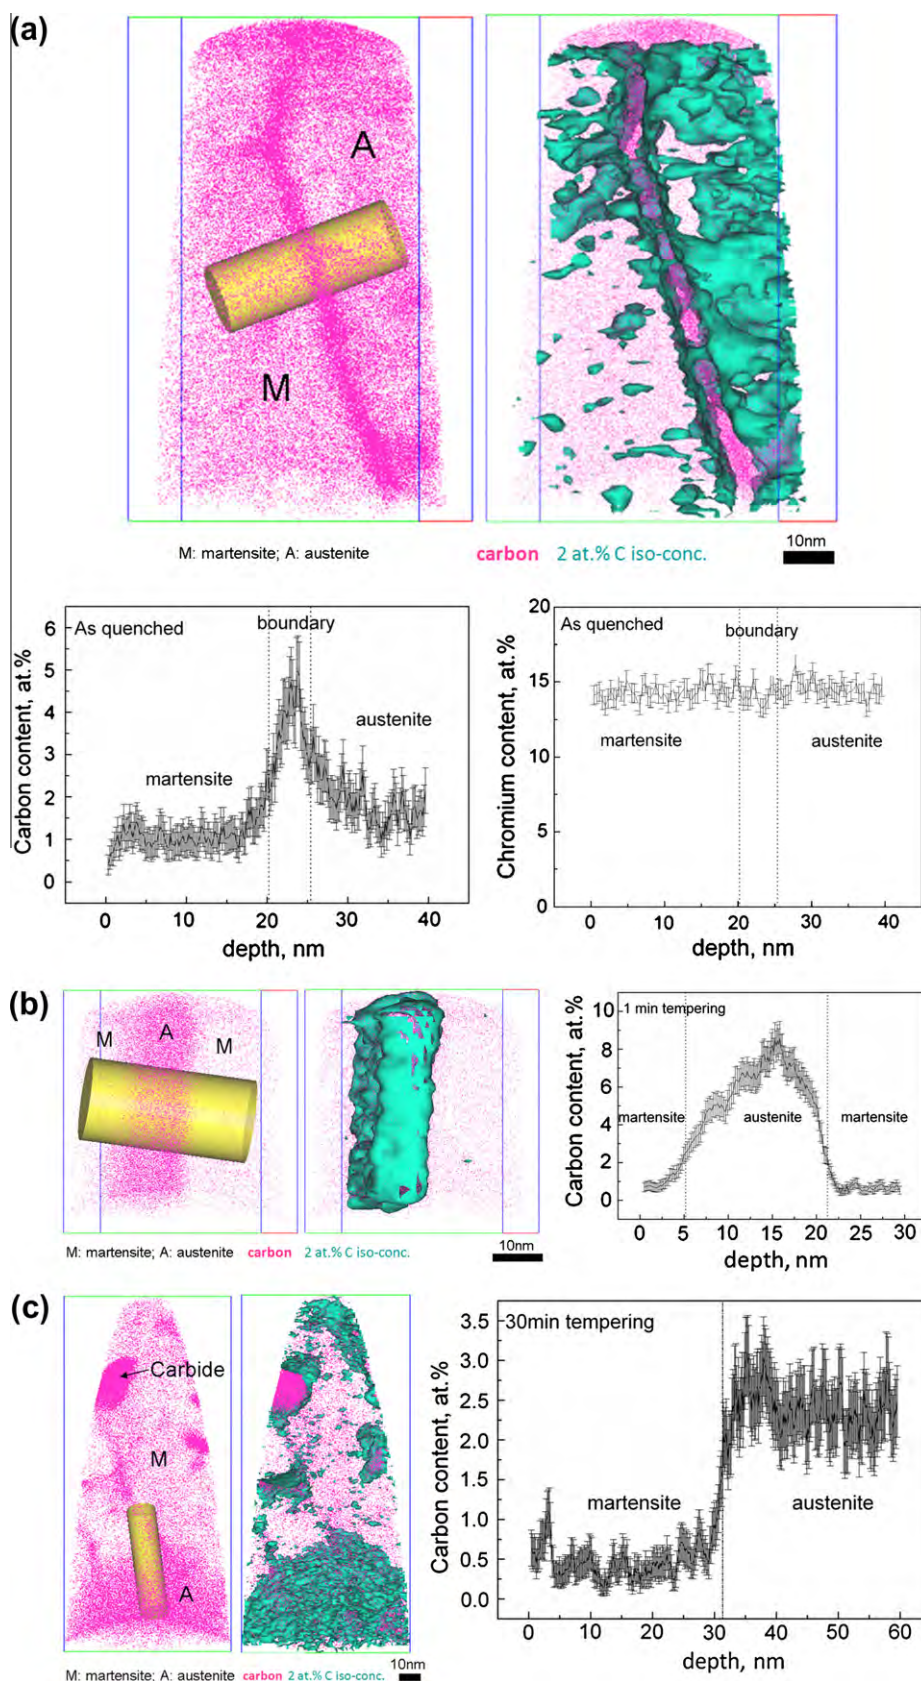 (a)
A
M
M: martensite; A: austenite carbon 2 at.% C iso-conc. 10nm
As quenched
boundary
martensite
austenite
Carbon content, at.%
6
5
4
3
2
1
0
0 10 20 30 40
depth, nm
As quenched
boundary
martensite
austenite
Chromium content, at.%
20
15
10
5
0
0 10 20 30 40
depth, nm
(b)
M A M
M: martensite; A: austenite carbon 2 at.% C iso-conc. 10nm
1 min tempering
martensite austenite martensite
Carbon content, at.%
10
8
6
4
2
0
0 5 10 15 20 25 30
depth, nm
(c)
Carbide
M
A
M: martensite; A: austenite carbon 2 at.% C iso-conc. 10nm
30min tempering
martensite
austenite
Carbon content, at.%
3.5
3.0
2.5
2.0
1.5
1.0
0.5
0.0
0 10 20 30 40 50 60
depth, nm